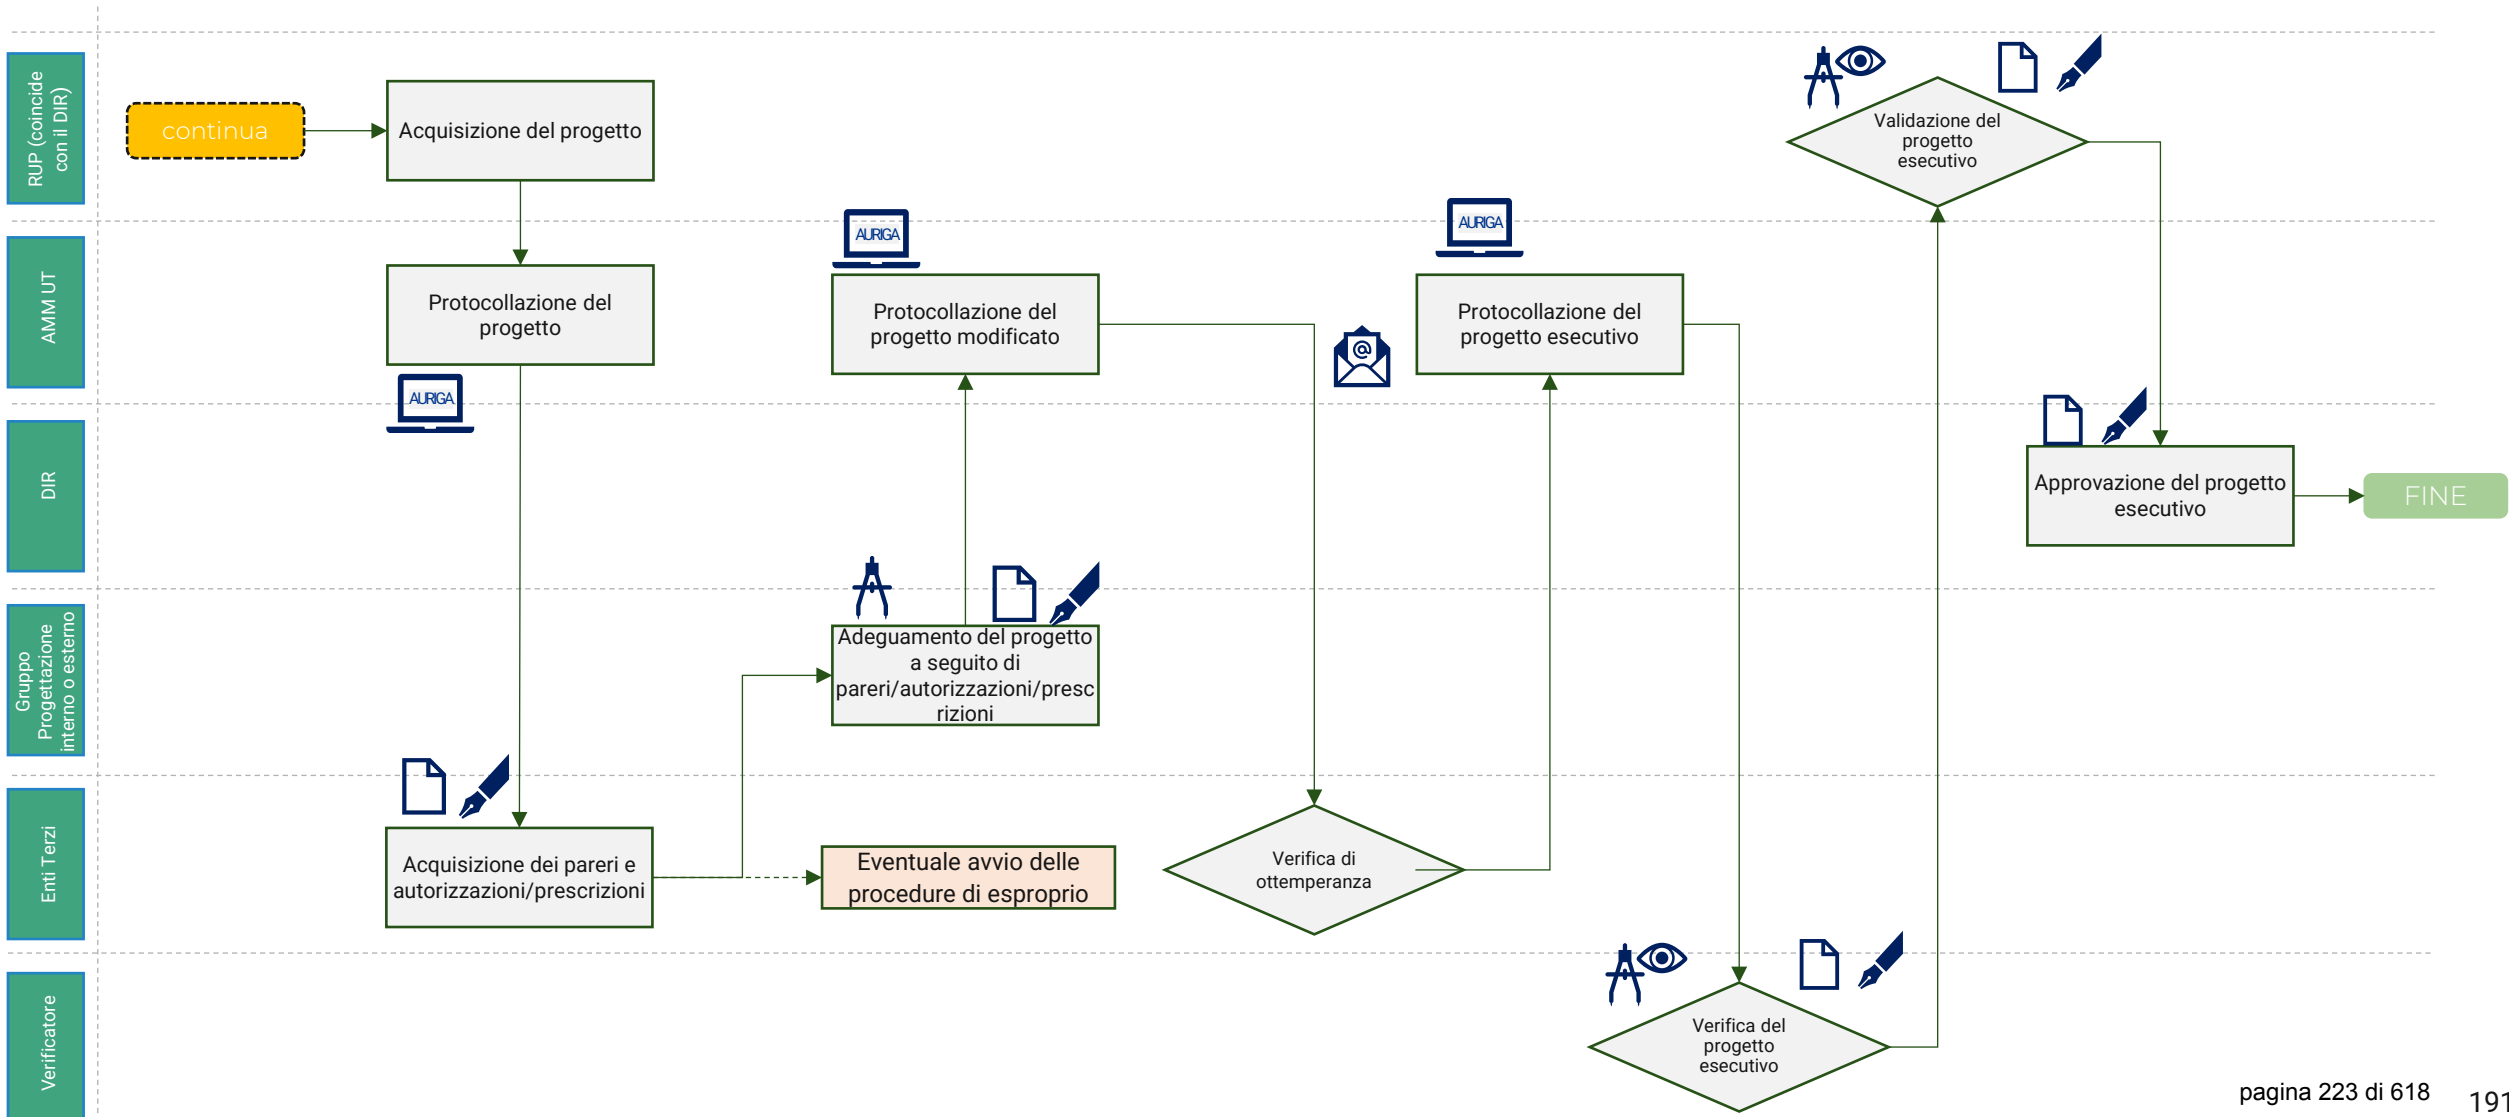 RUP (coincide
con il DIR)
continua
Acquisizione del progetto
Validazione del
progetto
esecutivo
AMM UT
Protocollazione del
progetto
AURIGA
AURIGA
Protocollazione del
progetto modificato
@
AURIGA
Protocollazione del
progetto esecutivo
DIR
Approvazione del progetto
esecutivo
FINE
Gruppo
Progettazione
interno o esterno
Adeguamento del progetto
a seguito di
pareri/autorizzazioni/presc
rizioni
Enti Terzi
Acquisizione dei pareri e
autorizzazioni/prescrizioni
Eventuale avvio delle
procedure di esproprio
Verifica di
ottemperanza
Verificatore
Verifica del
progetto
esecutivo
pagina 223 di 618
191